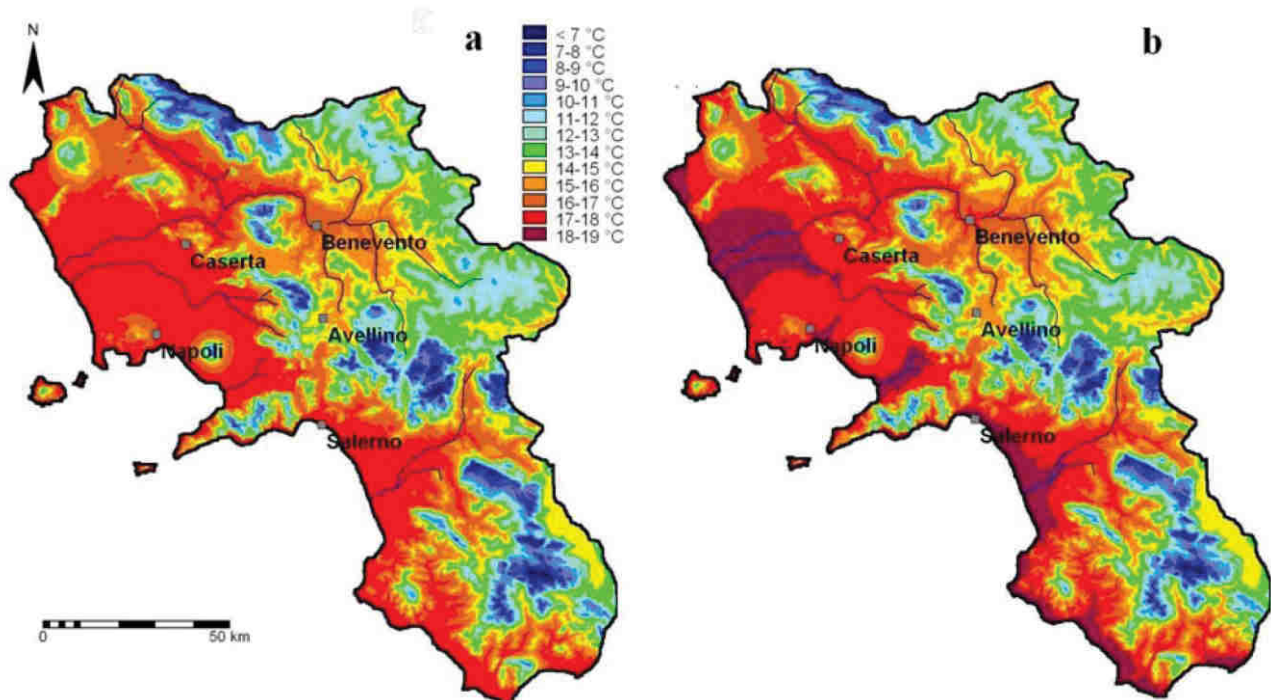 N
a
< 7 °C
7-8 °C
8-9 °C
9-10 °C
10-11 °C
11-12 °C
12-13 °C
13-14 °C
14-15 °C
15-16 °C
16-17 °C
17-18 °C
18-19 °C
Benevento
Caserta
Avellino
Napoli
Salerno
0 50 km
b
Benevento
Caserta
Avellino
Napoli
Salerno